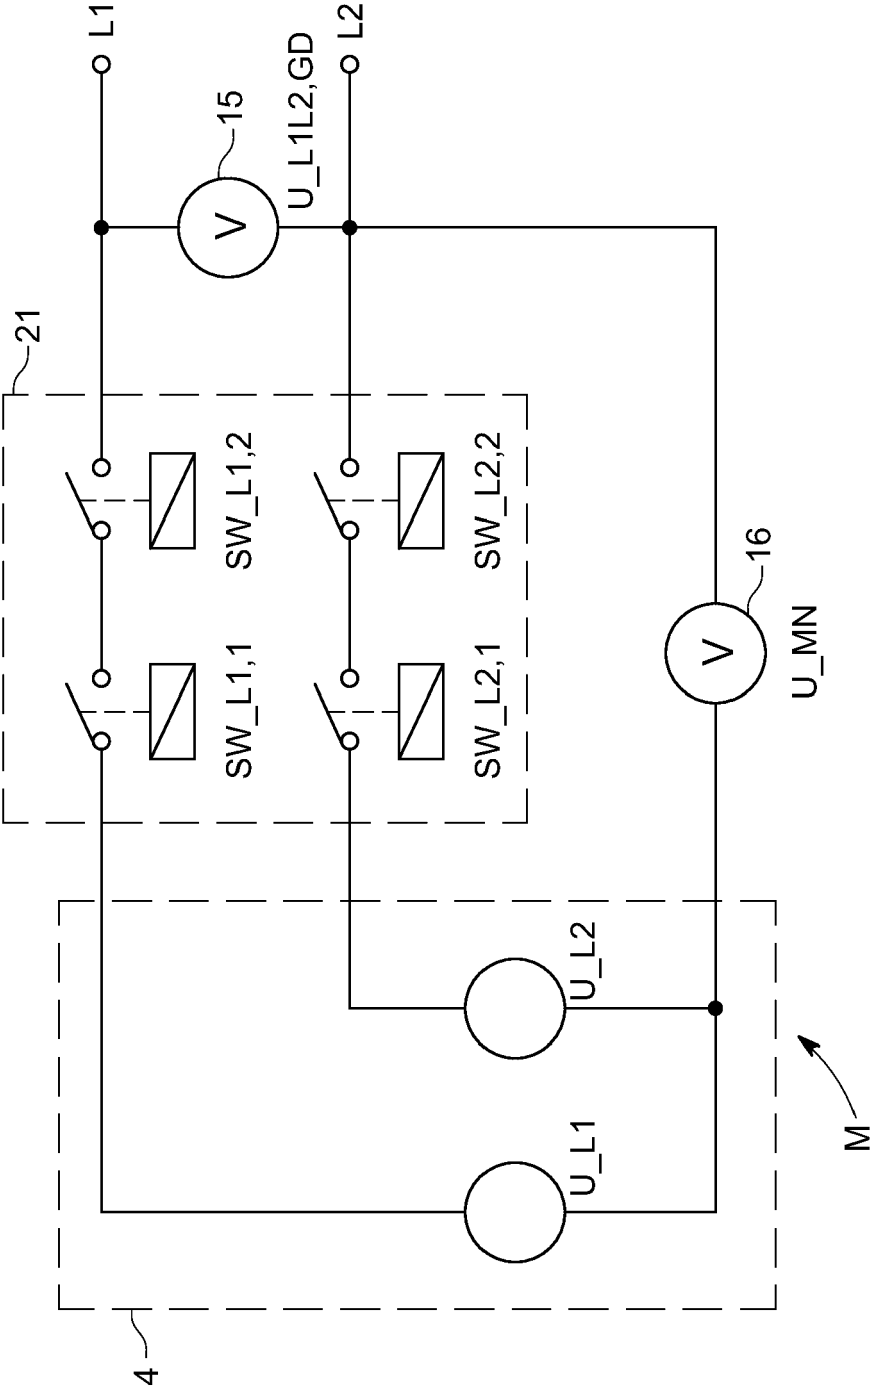 4
21
15
L1
SW_L1,1
SW_L1,2
V
U_L1L2,GD
L2
SW_L2,1
SW_L2,2
U_L1
U_L2
V
16
U_MN
M